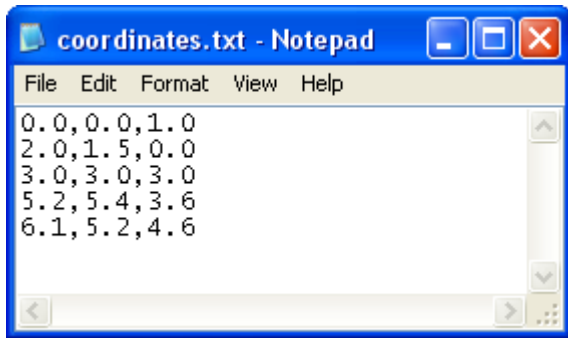 coordinates.txt - Notepad
File Edit Format View Help
0.0,0.0,1.0
2.0,1.5,0.0
3.0,3.0,3.0
5.2,5.4,3.6
6.1,5.2,4.6